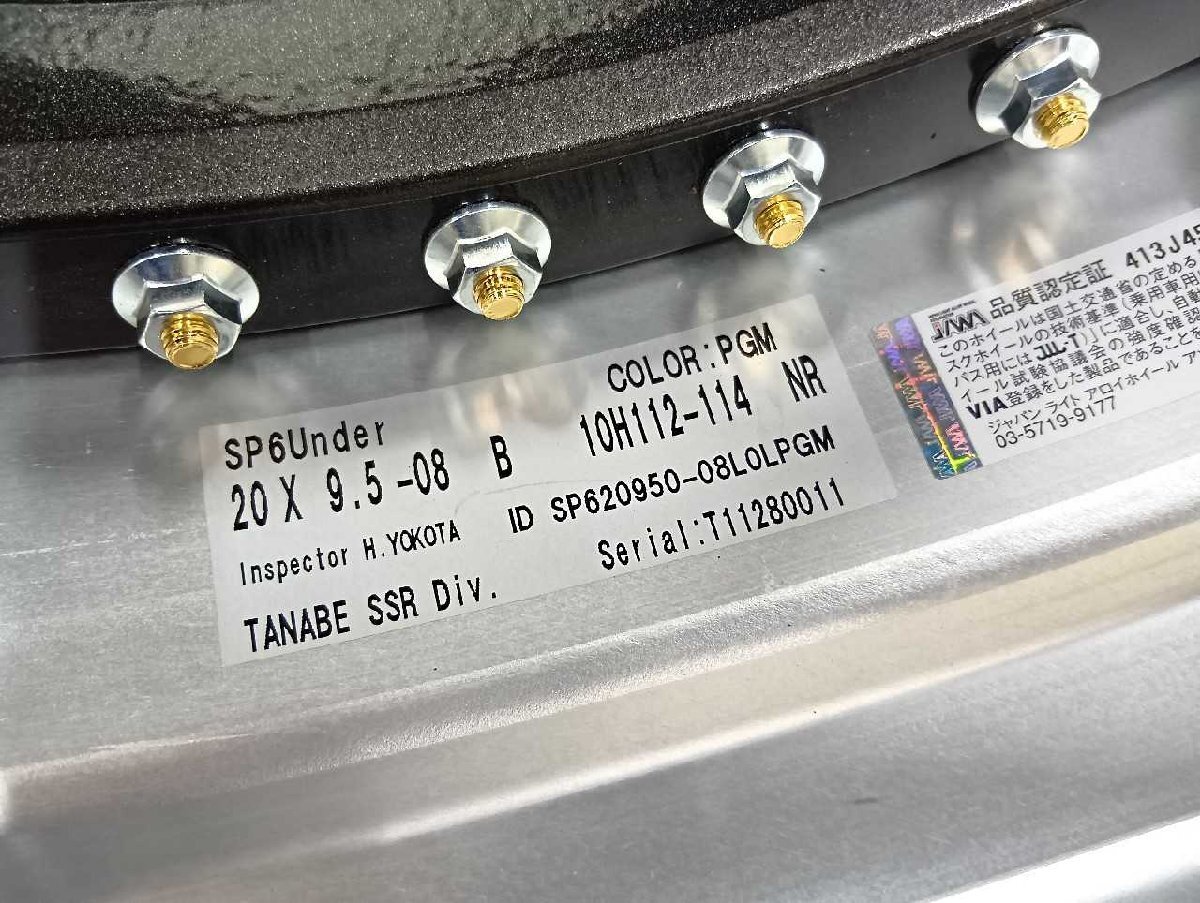 SP6Under COLOR:PGM
20 X 9.5-08 B 10H112-114 NR
Inspector H.YOKOTA ID SP620950-08L0LPGM
TANABE SSR Div. Serial:T11280011
JAWA 品質認定証 413J45
このホイールは国土交通省の定める
スクホイールの技術基準(乗用車用
バス用にはJWL-T)」に適合し、自
イール試験協議会の強度確認
VIA登録をした製品であること
ジャパン ライト アロイホイール ア
03-5719-9177